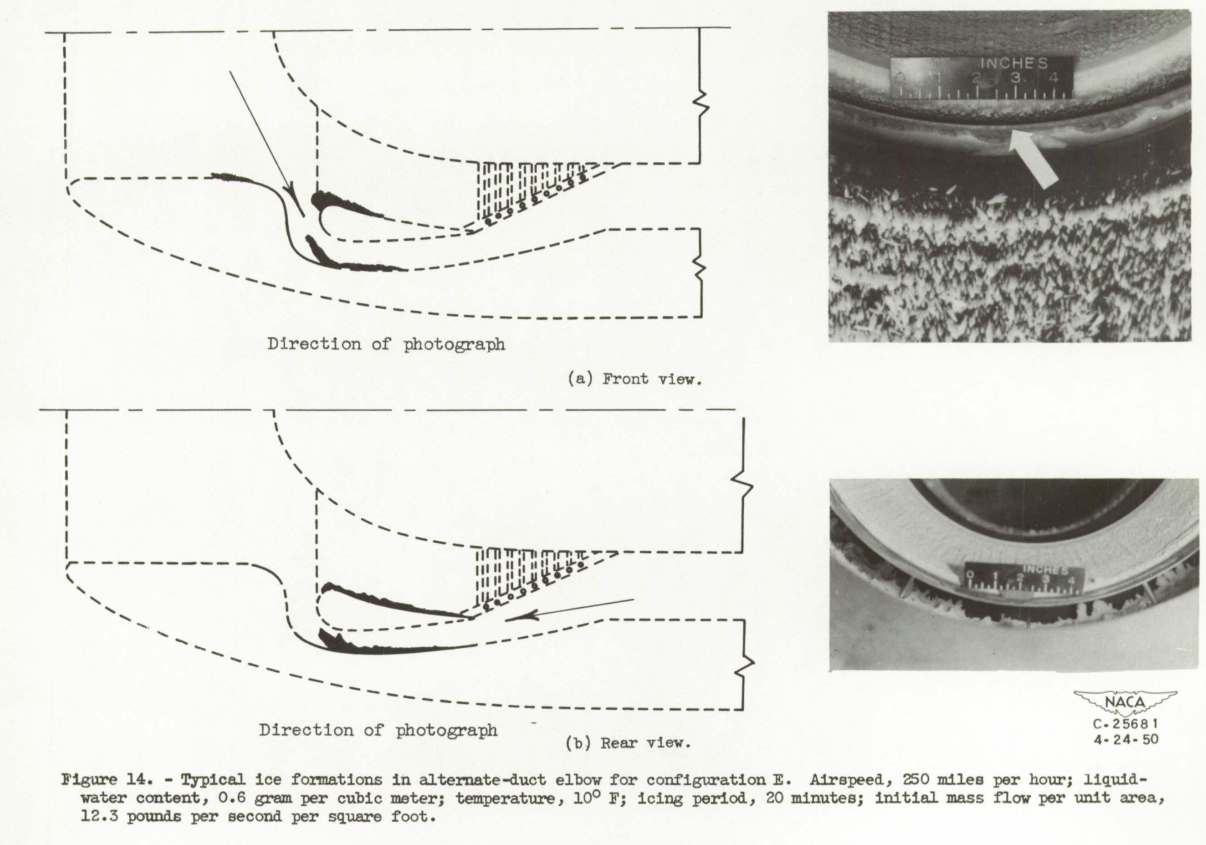 INCHES
0 1 2 3 4
Direction of photograph
(a) Front view.
INCHES
0 1 2 3 4
Direction of photograph
(b) Rear view.
NACA
C-25681
4-24-50
Figure 14. - Typical ice formations in alternate-duct elbow for configuration E. Airspeed, 250 miles per hour; liquid-
water content, 0.6 gram per cubic meter; temperature, 10° F; icing period, 20 minutes; initial mass flow per unit area,
12.3 pounds per second per square foot.